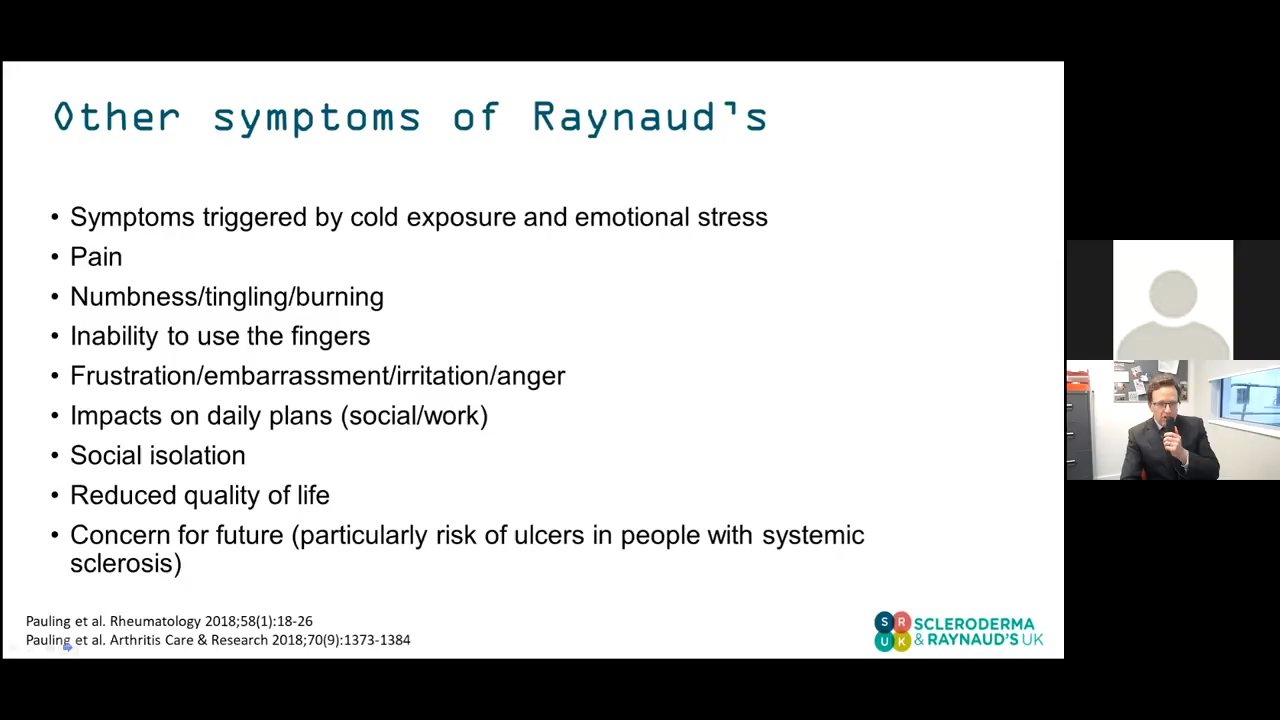 Other symptoms of Raynaud's
• Symptoms triggered by cold exposure and emotional stress
• Pain
• Numbness/tingling/burning
• Inability to use the fingers
• Frustration/embarrassment/irritation/anger
• Impacts on daily plans (social/work)
• Social isolation
• Reduced quality of life
• Concern for future (particularly risk of ulcers in people with systemic
sclerosis)
Pauling et al. Rheumatology 2018;58(1):18-26
Pauling et al. Arthritis Care & Research 2018;70(9):1373-1384
S R
U K
SCLERODERMA
& RAYNAUD'S UK